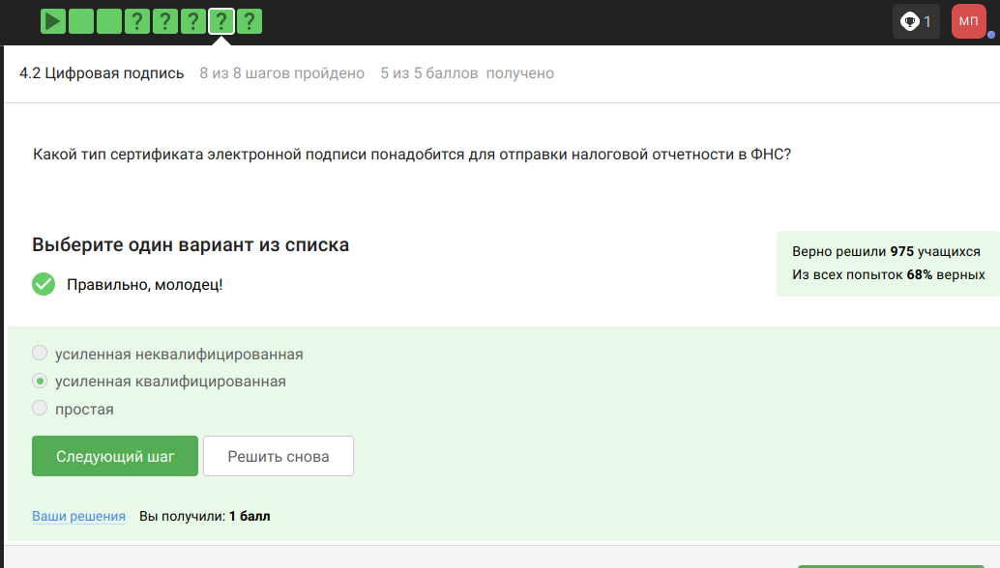 ? ? ? ? ?
1
МП
4.2 Цифровая подпись 8 из 8 шагов пройдено 5 из 5 баллов получено
Какой тип сертификата электронной подписи понадобится для отправки налоговой отчетности в ФНС?
Выберите один вариант из списка
Верно решили 975 учащихся
Из всех попыток 68% верных
Правильно, молодец!
усиленная неквалифицированная
усиленная квалифицированная
простая
Следующий шаг
Решить снова
Ваши решения Вы получили: 1 балл